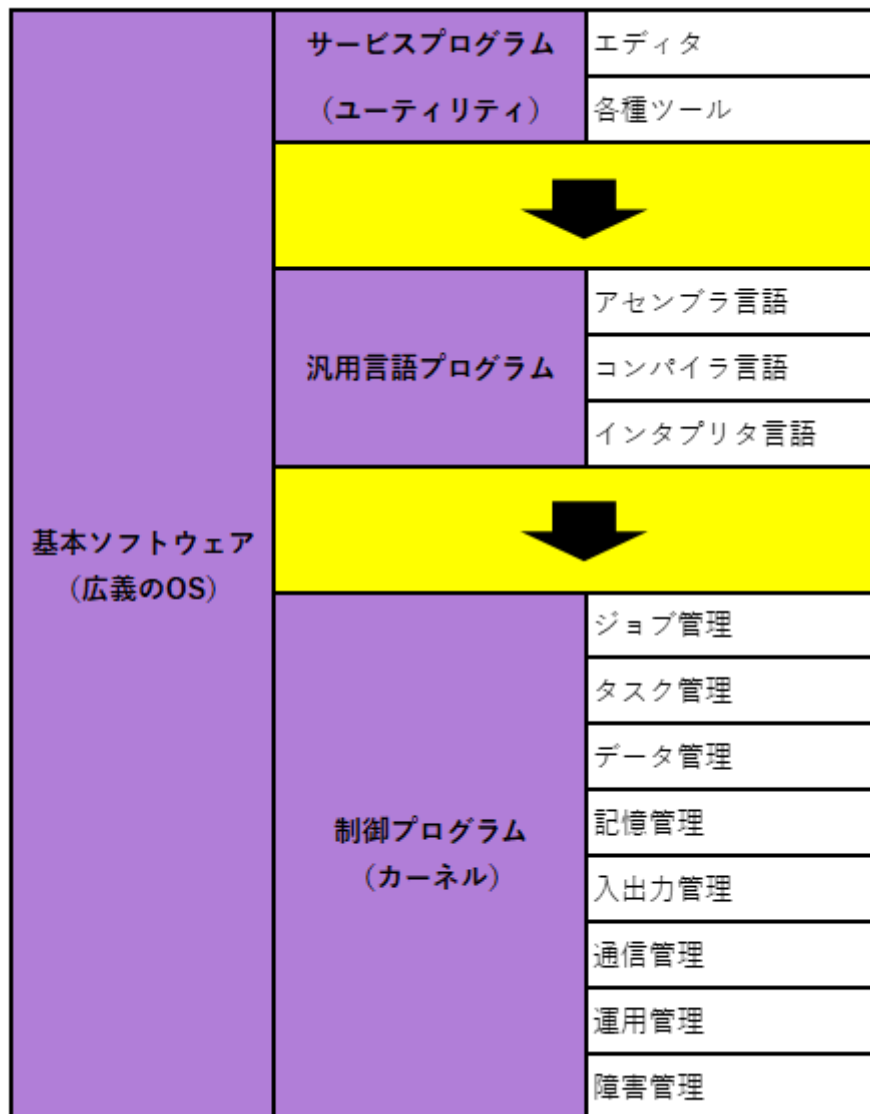 基本ソフトウェア
（広義のOS）
サービスプログラム
（ユーティリティ）
エディタ
各種ツール
汎用言語プログラム
アセンブラ言語
コンパイラ言語
インタプリタ言語
制御プログラム
（カーネル）
ジョブ管理
タスク管理
データ管理
記憶管理
入出力管理
通信管理
運用管理
障害管理